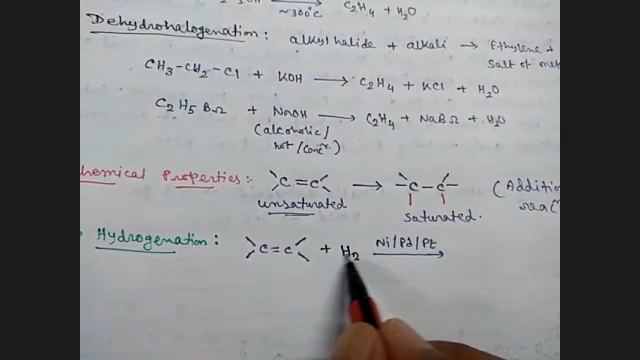 ~300°C C2H4 + H2O
Dehydrohalogenation: alkyl halide + alkali → Ethylene +
Salt of
CH3-CH2-Cl + KOH → C2H4 + KCl + H2O
C2H5Br + NaOH → C2H4 + NaBr + H2O
(alcoholic/
hot/Conc.)
Chemical Properties: >C=C< → -C-C- (Addition
unsaturated saturated.
Hydrogenation: >C=C< + H2 Ni/Pd/Pt →